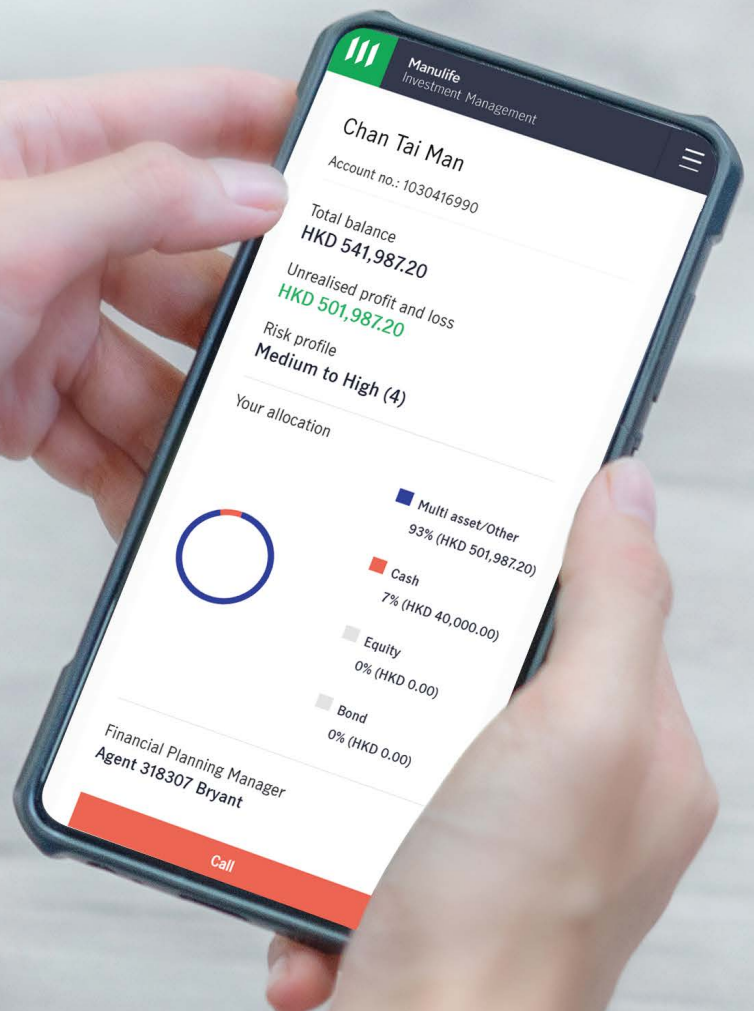 Manulife
Investment Management
Chan Tai Man
Account no.: 1030416990
Total balance
HKD 541,987.20
Unrealised profit and loss
HKD 501,987.20
Risk profile
Medium to High (4)
Your allocation
Multi asset/Other
93% (HKD 501,987.20)
Cash
7% (HKD 40,000.00)
Equity
0% (HKD 0.00)
Bond
0% (HKD 0.00)
Financial Planning Manager
Agent 318307 Bryant
Call